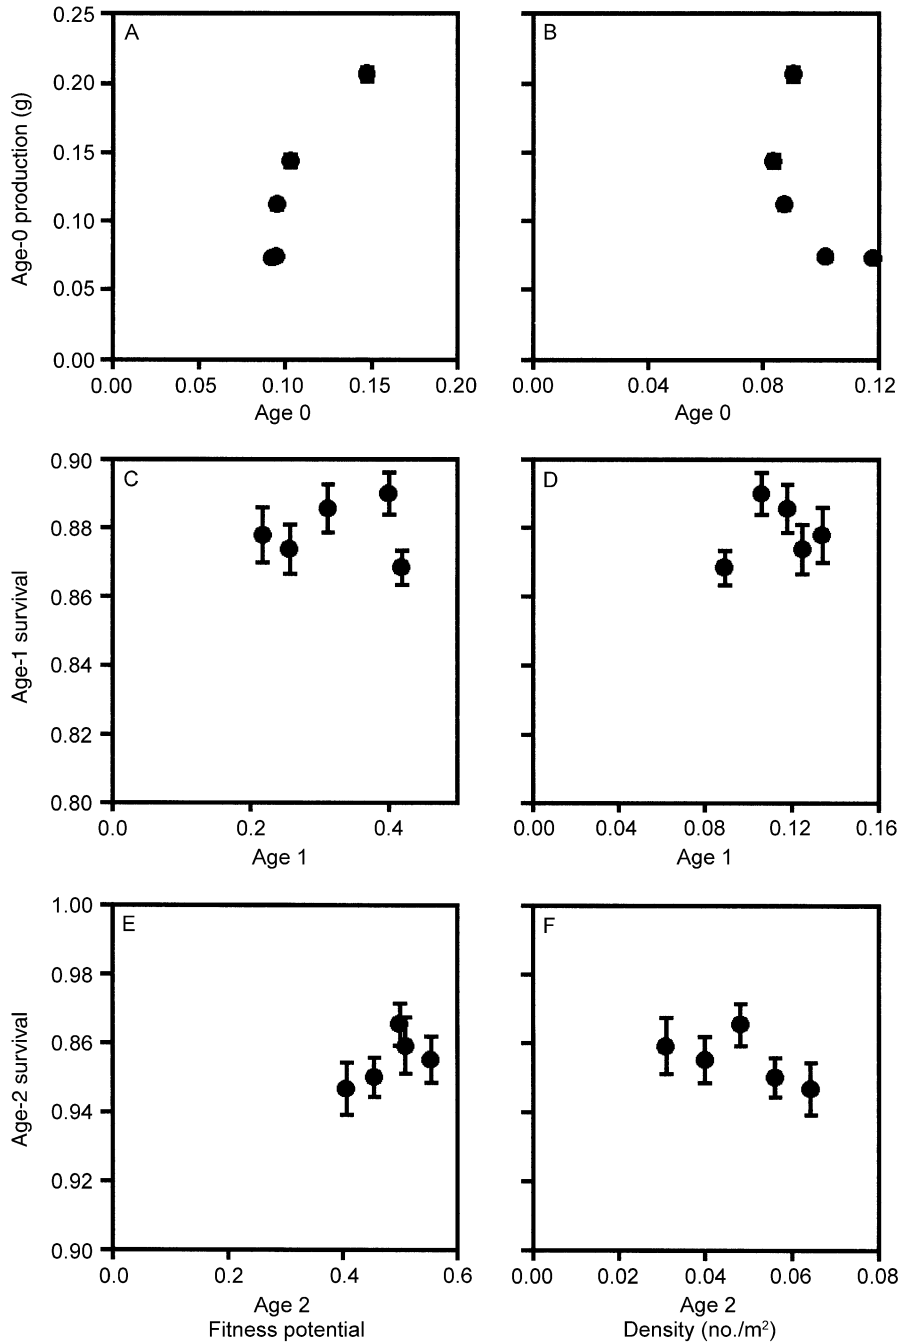 0.25
A
B
0.20
0.15
0.10
0.05
0.00
Age-0 production (g)
0.00 0.05 0.10 0.15 0.20
Age 0
0.00 0.04 0.08 0.12
Age 0
0.90
C
D
0.88
0.86
0.84
0.82
0.80
Age-1 survival
0.0 0.2 0.4
Age 1
0.00 0.04 0.08 0.12 0.16
Age 1
1.00
E
F
0.98
0.86
0.94
0.92
0.90
Age-2 survival
0.0 0.2 0.4 0.6
Age 2
Fitness potential
0.00 0.02 0.04 0.06 0.08
Age 2
Density (no./m²)